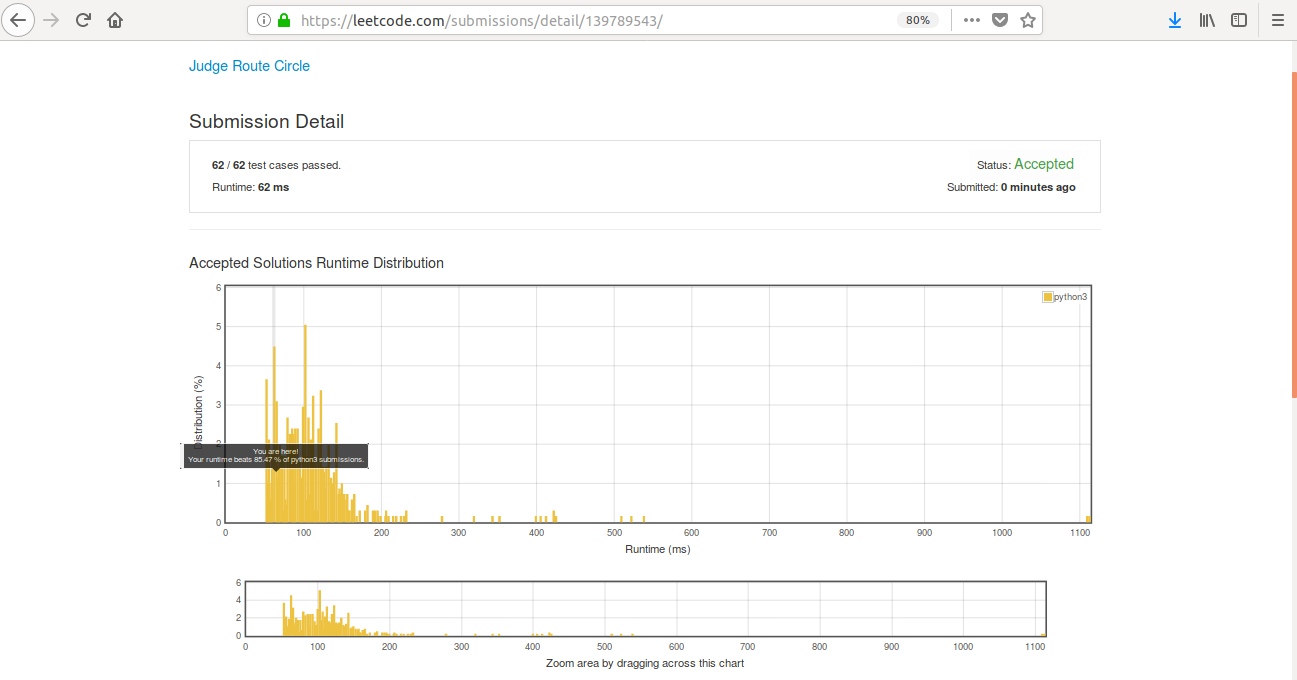 https://leetcode.com/submissions/detail/139789543/ 80%
Judge Route Circle
Submission Detail
62 / 62 test cases passed. Status: Accepted
Runtime: 62 ms Submitted: 0 minutes ago
Accepted Solutions Runtime Distribution
6
python3
5
4
3
Distribution (%)
2
You are here!
Your runtime beats 85.47 % of python3 submissions.
1
0
0 100 200 300 400 500 600 700 800 900 1000 1100
Runtime (ms)
6
4
2
0
0 100 200 300 400 500 600 700 800 900 1000 1100
Zoom area by dragging across this chart